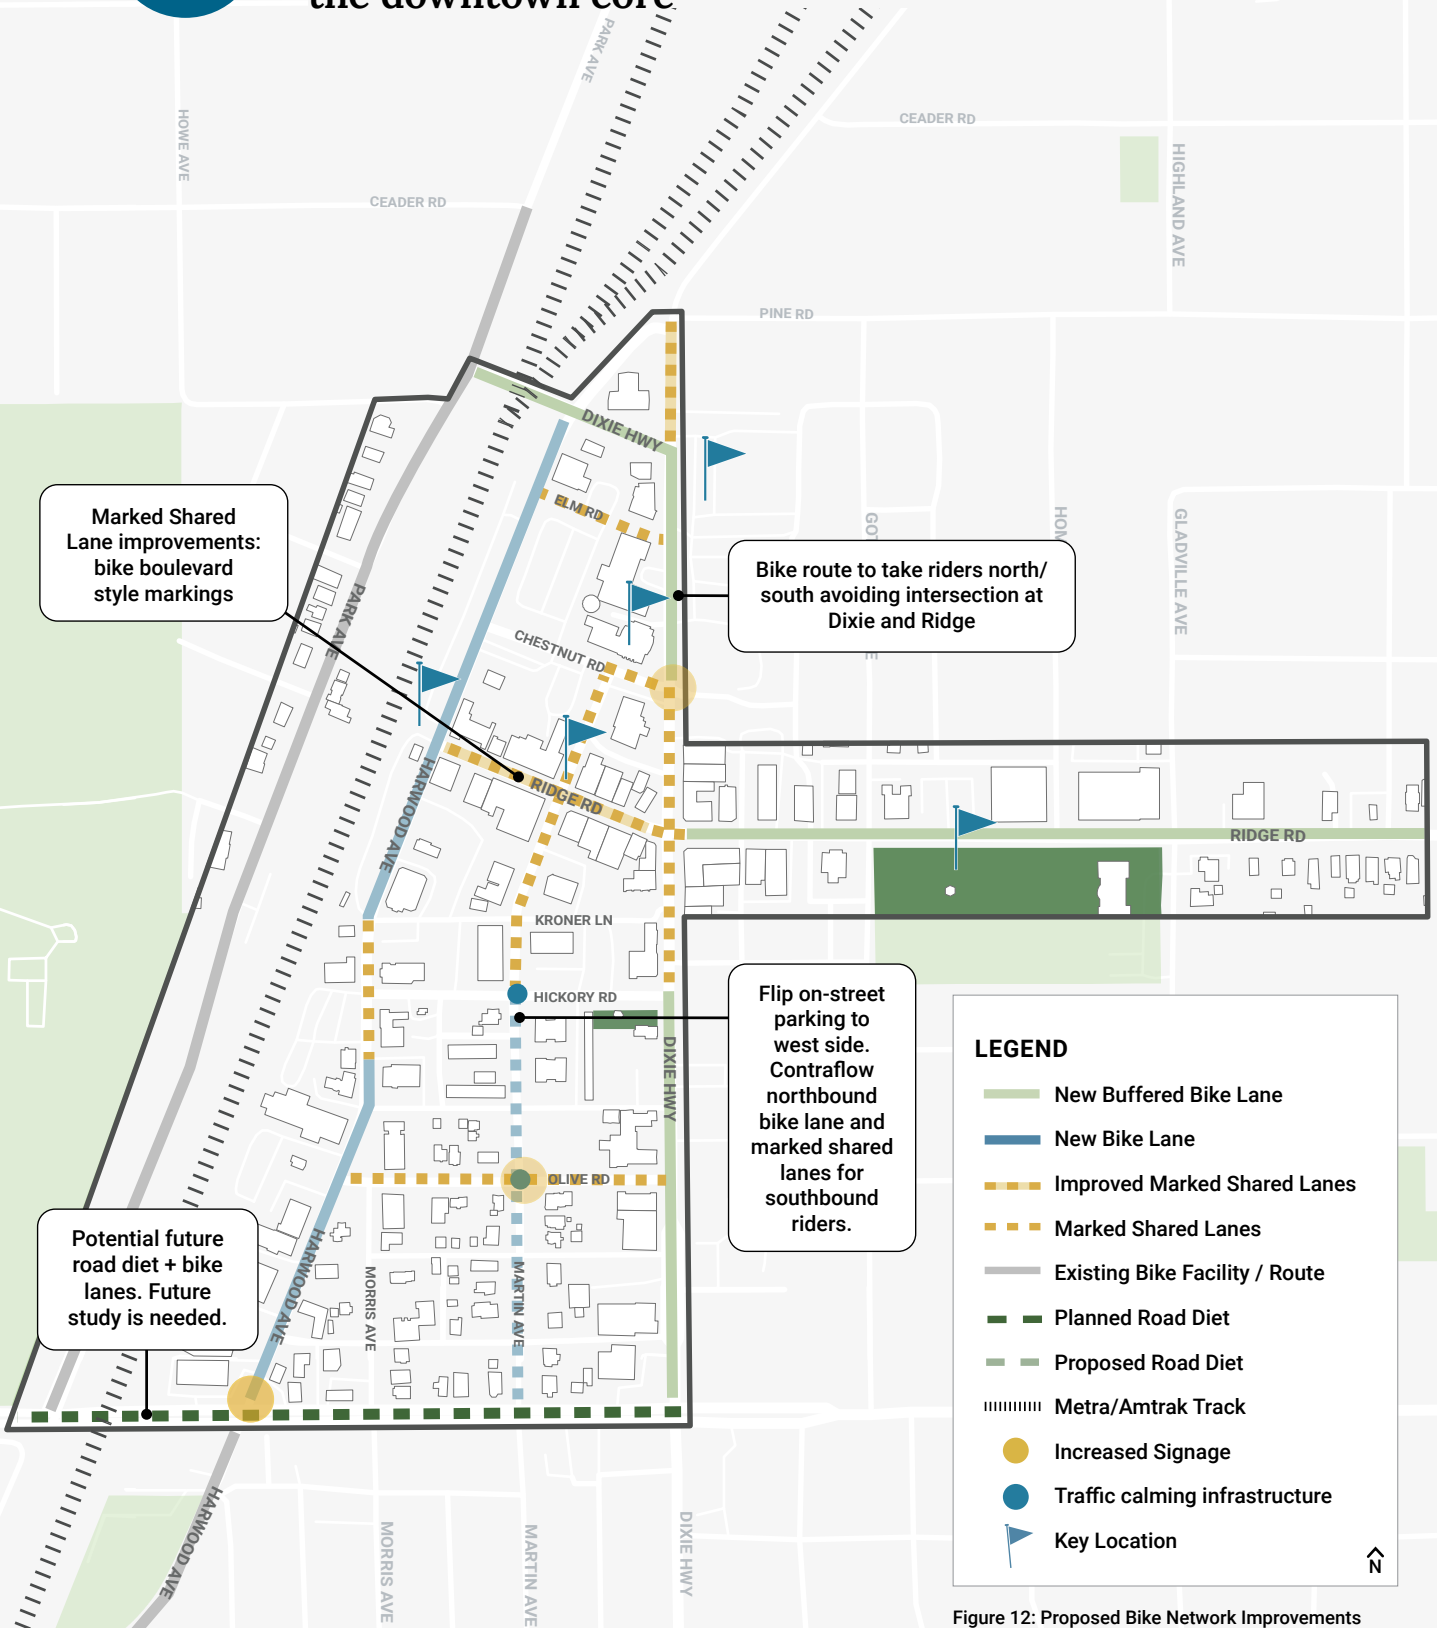 the downtown core
PARK AVE
HOWE AVE
CEADER RD
HIGHLAND AVE
CEADER RD
PINE RD
DIXIE HWY
ELM RD
GLADVILLE AVE
Marked Shared
Lane improvements:
bike boulevard
style markings
Bike route to take riders north/
south avoiding intersection at
Dixie and Ridge
PARK AVE
CHESTNUT RD
HARWOOD AVE
RIDGE RD
RIDGE RD
KRONER LN
HICKORY RD
DIXIE HWY
Flip on-street
parking to
west side.
Contraflow
northbound
bike lane and
marked shared
lanes for
southbound
riders.
OLIVE RD
Potential future
road diet + bike
lanes. Future
study is needed.
HARWOOD AVE
MORRIS AVE
MARTIN AVE
HARWOOD AVE
MORRIS AVE
MARTIN AVE
DIXIE HWY
LEGEND
New Buffered Bike Lane
New Bike Lane
Improved Marked Shared Lanes
Marked Shared Lanes
Existing Bike Facility / Route
Planned Road Diet
Proposed Road Diet
Metra/Amtrak Track
Increased Signage
Traffic calming infrastructure
Key Location
N
Figure 12: Proposed Bike Network Improvements